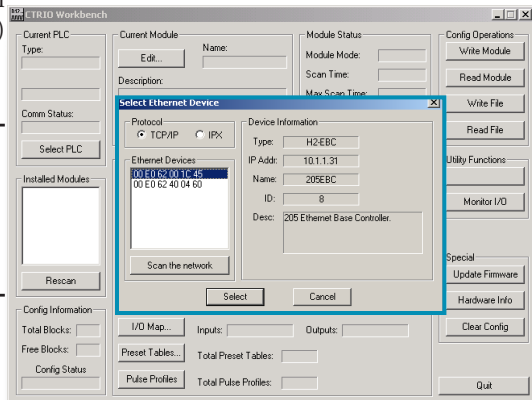 CTRIO Workbench
Current PLC
Type:
Comm Status:
Select PLC
Installed Modules
Rescan
Config Information
Total Blocks:
Free Blocks:
Config Status
Current Module
Edit...
Name:
Description:
Module Status
Module Mode:
Scan Time:
Max Scan Time:
Config Operations
Write Module
Read Module
Write File
Read File
Utility Functions
Monitor I/O
Special
Update Firmware
Hardware Info
Clear Config
Quit
Select Ethernet Device
Protocol
TCP/IP IPX
Ethernet Devices
00 E0 62 00 1C 45
00 E0 62 40 04 60
Scan the network
Device Information
Type: H2-EBC
IP Addr: 10.1.1.31
Name: 205EBC
ID: 8
Desc: 205 Ethernet Base Controller.
Select Cancel
I/O Map... Inputs: Outputs:
Preset Tables... Total Preset Tables:
Pulse Profiles Total Pulse Profiles: